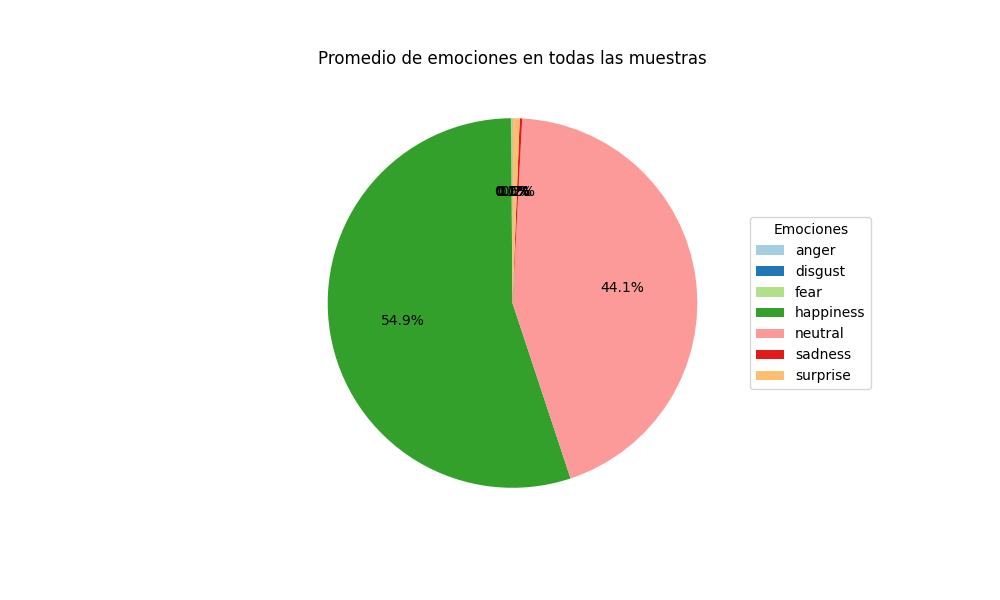 Promedio de emociones en todas las muestras
44.1%
54.9%
Emociones
anger
disgust
fear
happiness
neutral
sadness
surprise